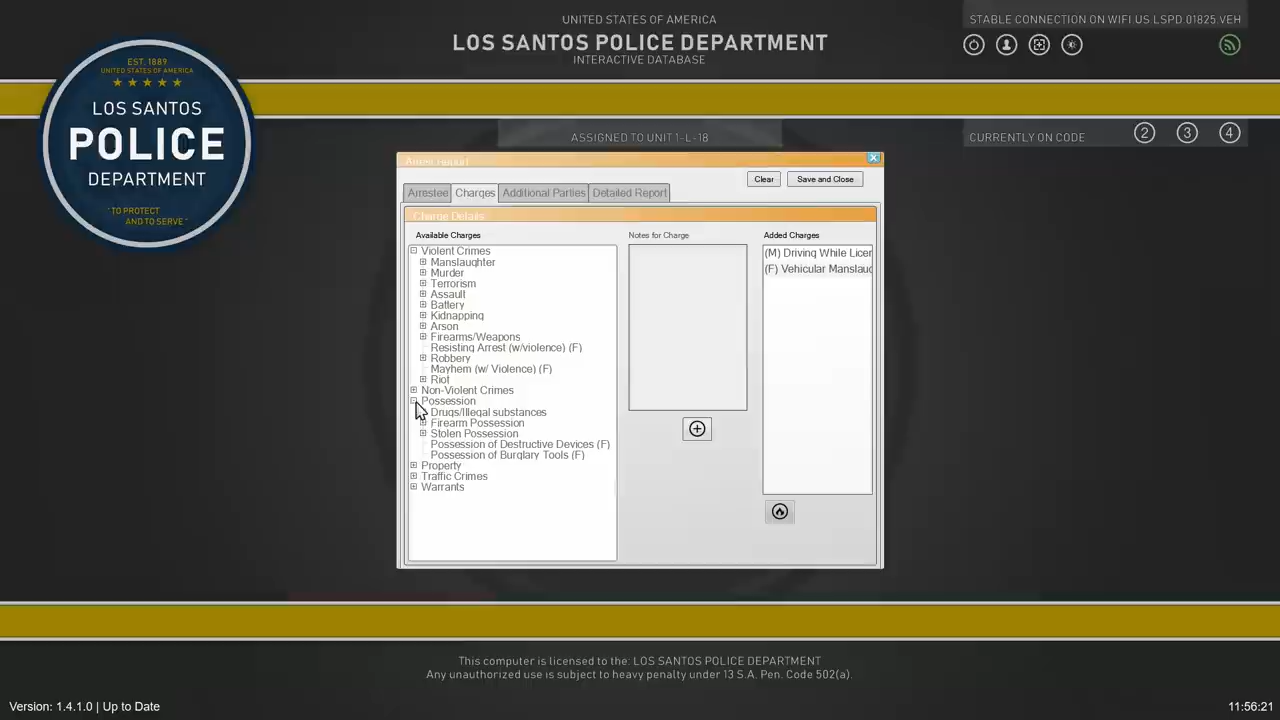 UNITED STATES OF AMERICA
LOS SANTOS POLICE DEPARTMENT
INTERACTIVE DATABASE
STABLE CONNECTION ON WIFI.US.LSPD.01825.VEH
EST. 1889
UNITED STATES OF AMERICA
LOS SANTOS
POLICE
DEPARTMENT
"TO PROTECT
AND TO SERVE"
ASSIGNED TO UNIT 1-L-18
CURRENTLY ON CODE
2 3 4
Arrest Report
Clear
Save and Close
Arrestee Charges Additional Parties Detailed Report
Charge Details
Available Charges
Notes for Charge
Added Charges
Violent Crimes
Manslaughter
Murder
Terrorism
Assault
Battery
Kidnapping
Arson
Firearms/Weapons
Resisting Arrest (w/violence) (F)
Robbery
Mayhem (w/ Violence) (F)
Riot
Non-Violent Crimes
Possession
Drugs/Illegal substances
Firearm Possession
Stolen Possession
Possession of Destructive Devices (F)
Possession of Burglary Tools (F)
Property
Traffic Crimes
Warrants
(M) Driving While Licen
(F) Vehicular Manslaug
This computer is licensed to the: LOS SANTOS POLICE DEPARTMENT
Any unauthorized use is subject to heavy penalty under 13 S.A. Pen. Code 502(a).
Version: 1.4.1.0 | Up to Date
11:56:21